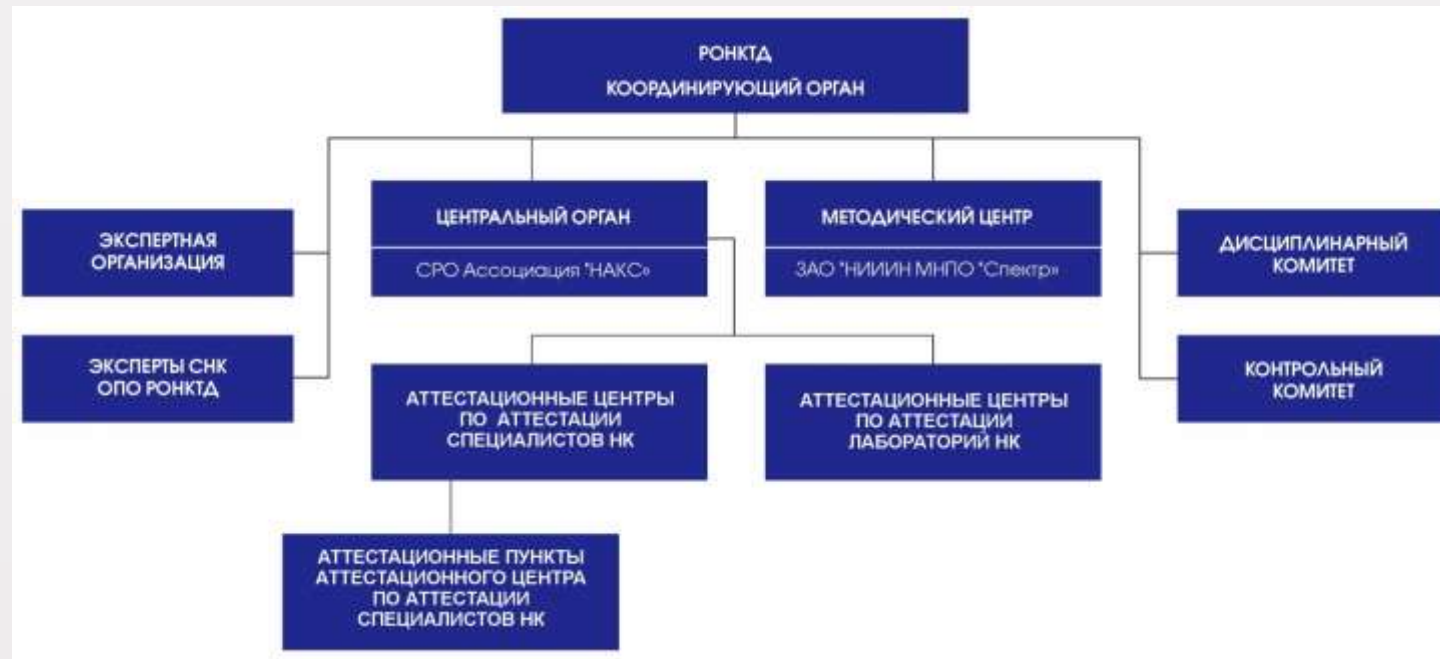 РОНКТД
КООРДИНИРУЮЩИЙ ОРГАН
ЦЕНТРАЛЬНЫЙ ОРГАН
СРО Ассоциация "НАКС»
МЕТОДИЧЕСКИЙ ЦЕНТР
ЗАО "НИИИН МНПО "Спектр»
ЭКСПЕРТНАЯ
ОРГАНИЗАЦИЯ
ДИСЦИПЛИНАРНЫЙ
КОМИТЕТ
ЭКСПЕРТЫ СНК
ОПО РОНКТД
АТТЕСТАЦИОННЫЕ ЦЕНТРЫ
ПО АТТЕСТАЦИИ
СПЕЦИАЛИСТОВ НК
АТТЕСТАЦИОННЫЕ ЦЕНТРЫ
ПО АТТЕСТАЦИИ
ЛАБОРАТОРИЙ НК
КОНТРОЛЬНЫЙ
КОМИТЕТ
АТТЕСТАЦИОННЫЕ ПУНКТЫ
АТТЕСТАЦИОННОГО ЦЕНТРА
ПО АТТЕСТАЦИИ
СПЕЦИАЛИСТОВ НК